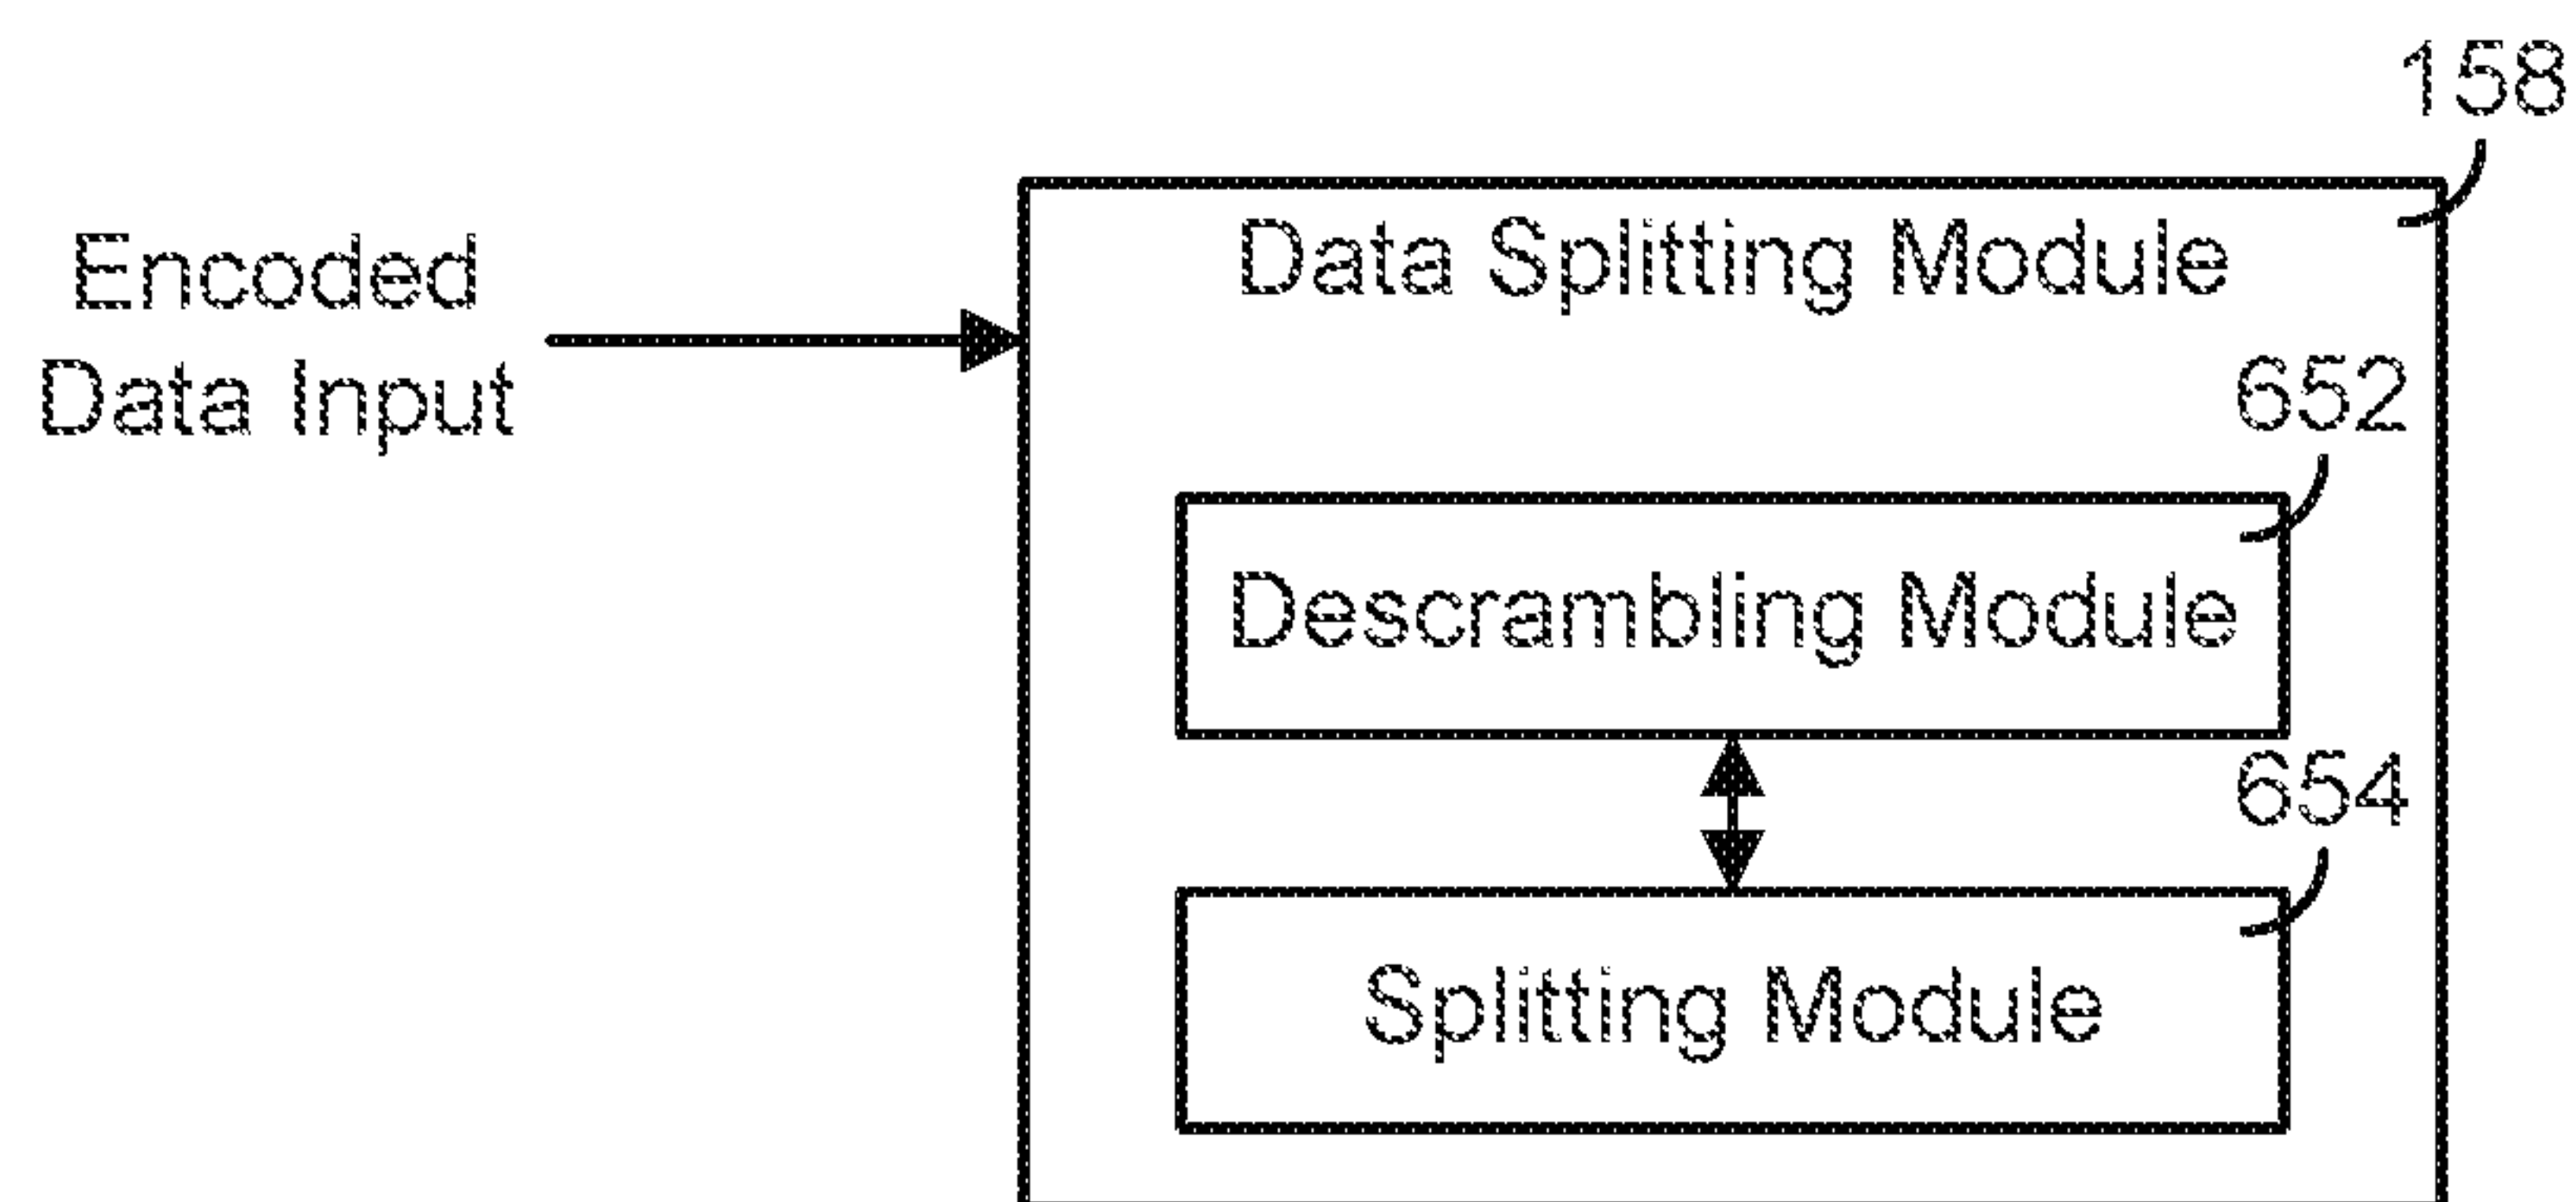 158
Encoded
Data Input
Data Splitting Module
652
Descrambling Module
654
Splitting Module